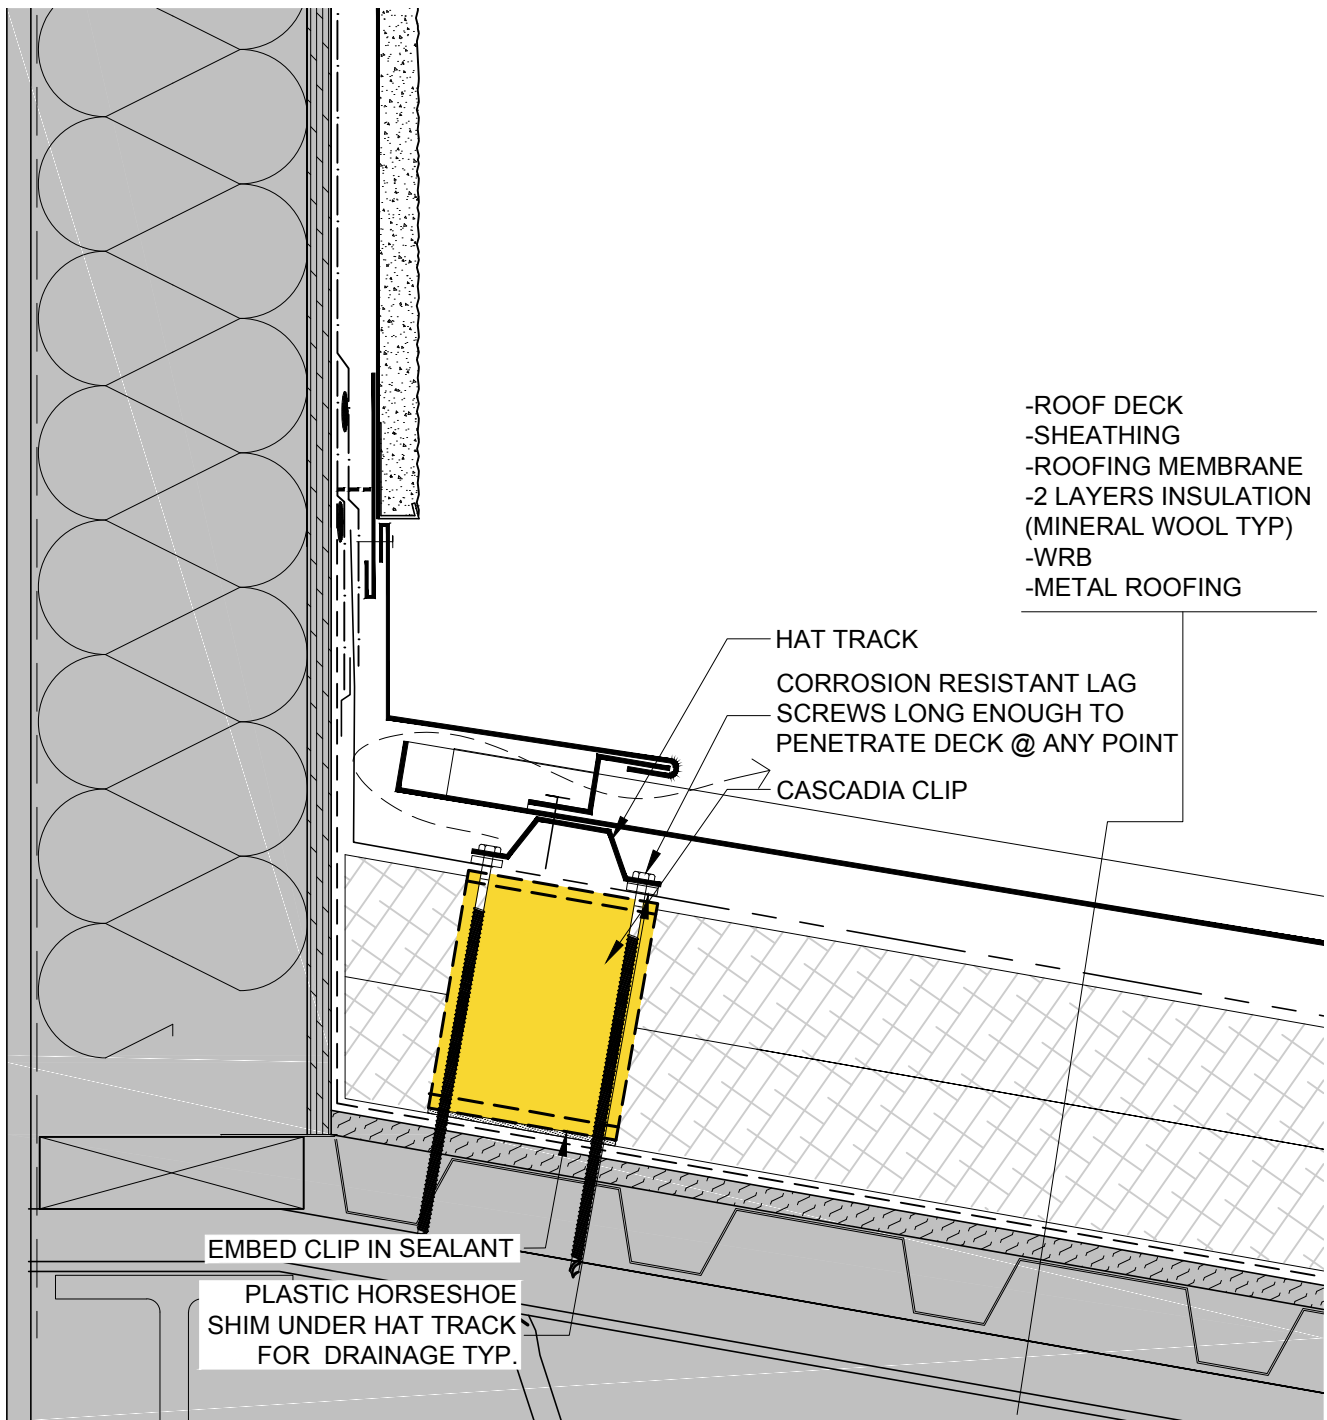 -ROOF DECK
-SHEATHING
-ROOFING MEMBRANE
-2 LAYERS INSULATION
(MINERAL WOOL TYP)
-WRB
-METAL ROOFING
HAT TRACK
CORROSION RESISTANT LAG
SCREWS LONG ENOUGH TO
PENETRATE DECK @ ANY POINT
CASCADIA CLIP
EMBED CLIP IN SEALANT
PLASTIC HORSESHOE
SHIM UNDER HAT TRACK
FOR DRAINAGE TYP.